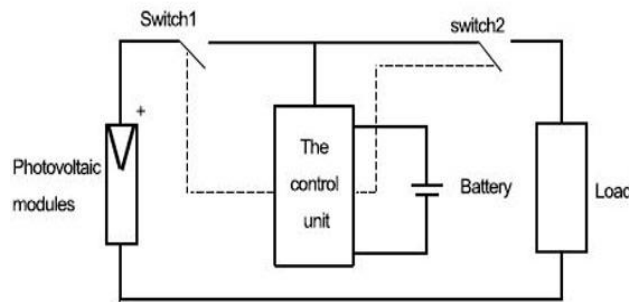 Switch1
switch2
+
Photovoltaic
modules
The
control
unit
Battery
Load